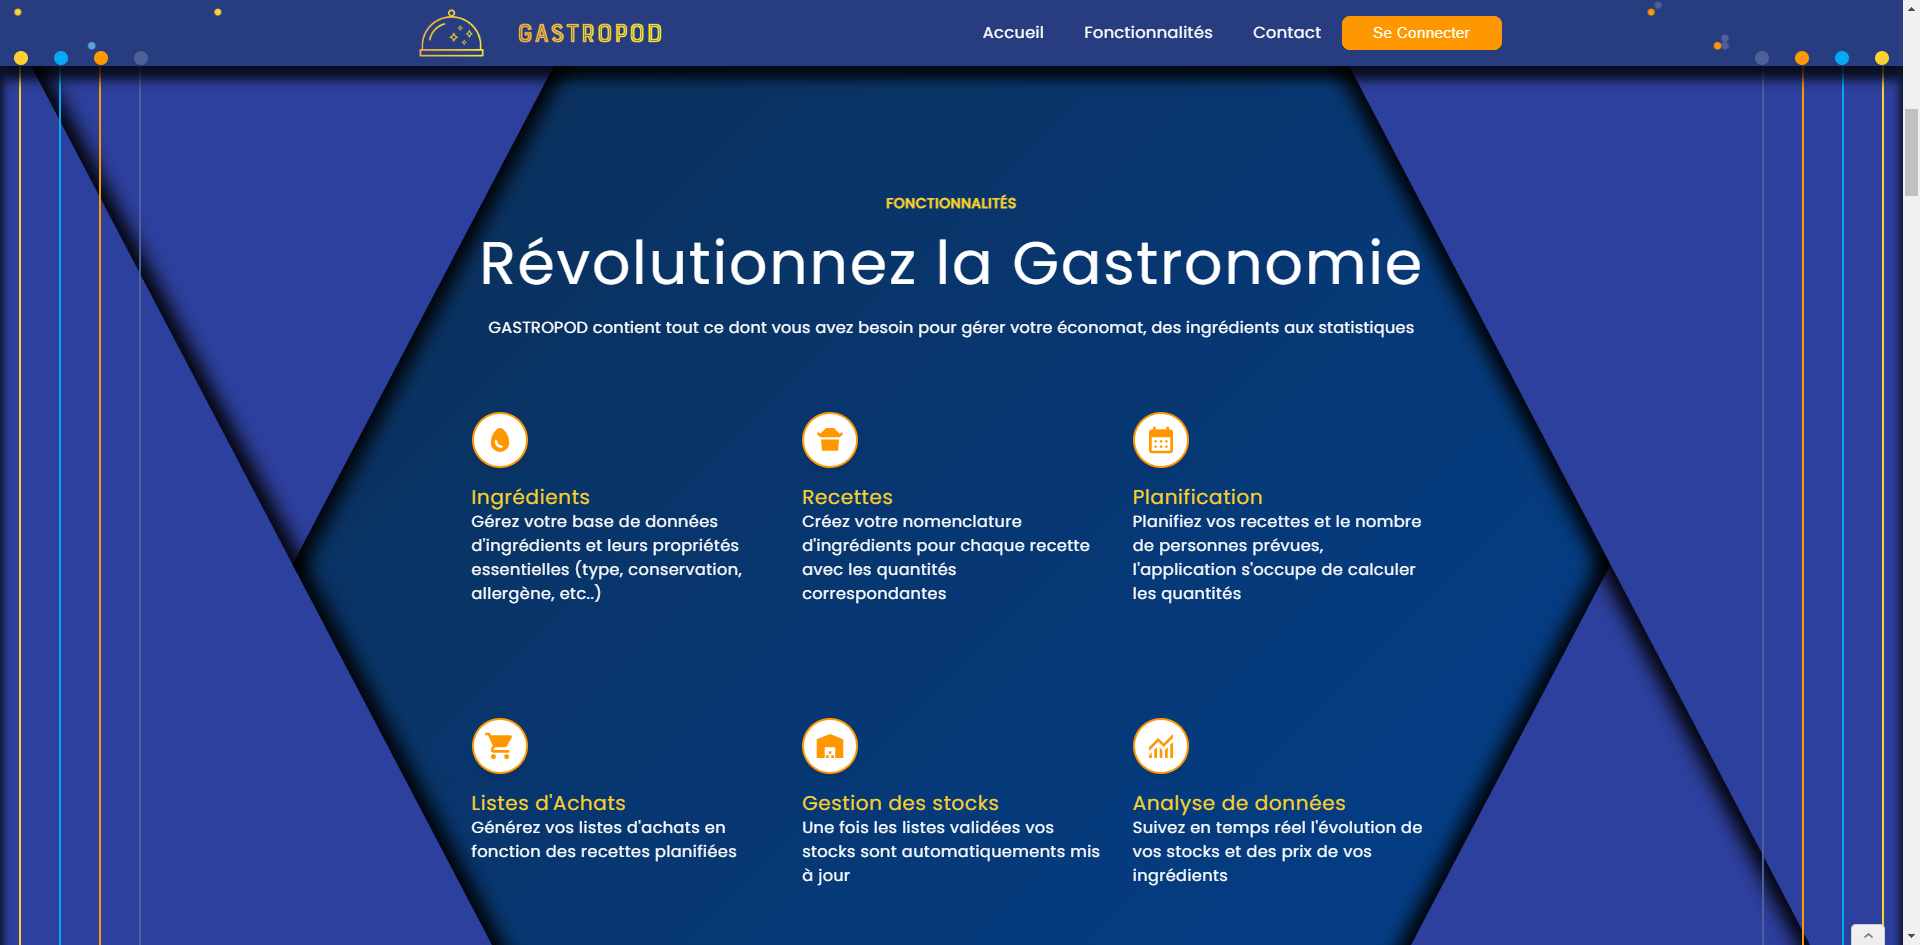 GASTROPOD
Accueil Fonctionnalités Contact Se Connecter
FONCTIONNALITÉS
Révolutionnez la Gastronomie
GASTROPOD contient tout ce dont vous avez besoin pour gérer votre économat, des ingrédients aux statistiques
Ingrédients
Gérez votre base de données
d'ingrédients et leurs propriétés
essentielles (type, conservation,
allergène, etc..)
Recettes
Créez votre nomenclature
d'ingrédients pour chaque recette
avec les quantités
correspondantes
Planification
Planifiez vos recettes et le nombre
de personnes prévues,
l'application s'occupe de calculer
les quantités
Listes d'Achats
Générez vos listes d'achats en
fonction des recettes planifiées
Gestion des stocks
Une fois les listes validées vos
stocks sont automatiquements mis
à jour
Analyse de données
Suivez en temps réel l'évolution de
vos stocks et des prix de vos
ingrédients